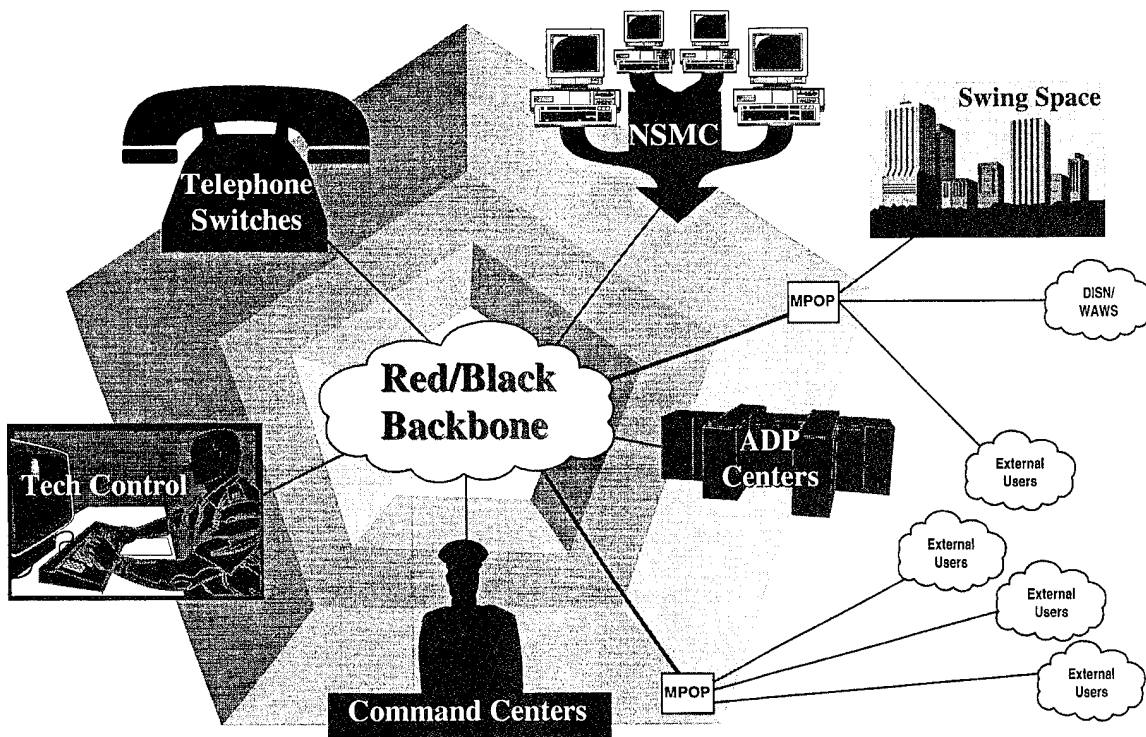 NSMC
Swing Space
Telephone
Switches
MPOP
DISN/
WAWS
Red/Black
Backbone
ADP
Centers
Tech Control
External
Users
External
Users
External
Users
External
Users
MPOP
Command Centers